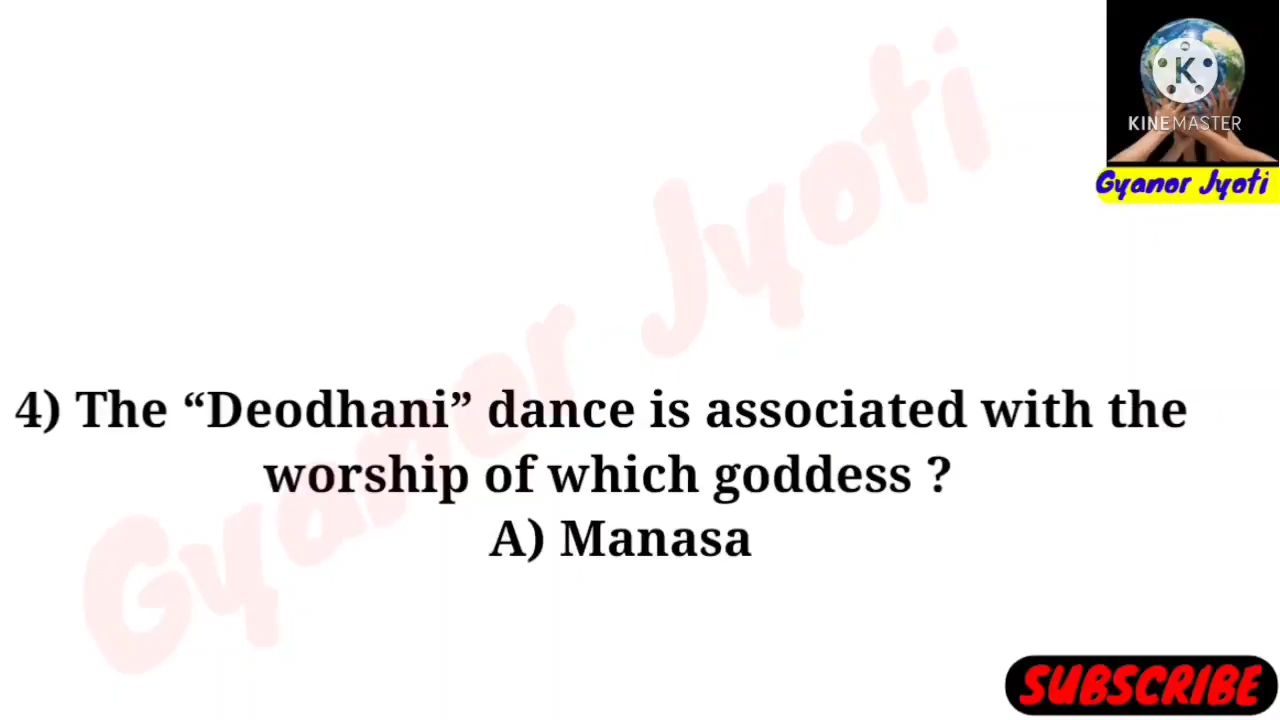 K
KINEMASTER
Gyanor Jyoti
Gyanor Jyoti
4) The “Deodhani” dance is associated with the
worship of which goddess ?
A) Manasa
SUBSCRIBE